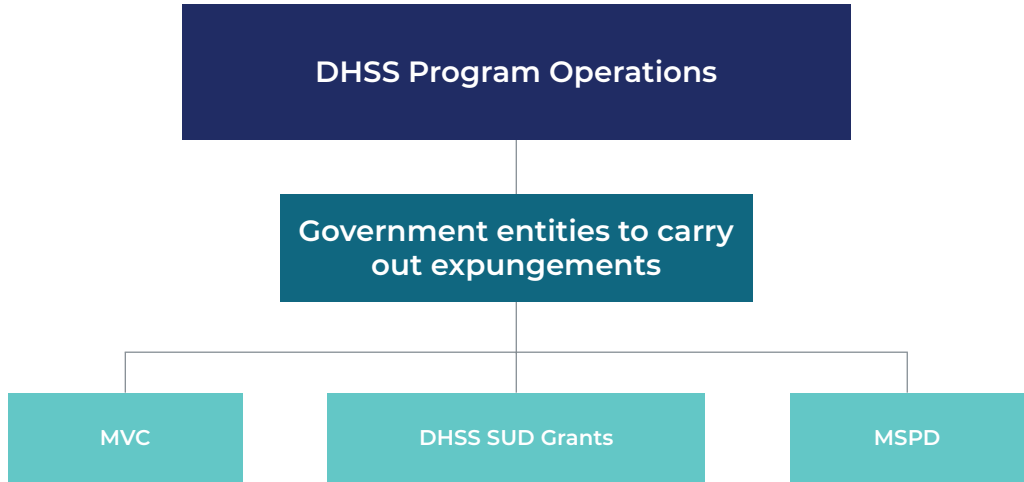 DHSS Program Operations
Government entities to carry
out expungements
MVC
DHSS SUD Grants
MSPD